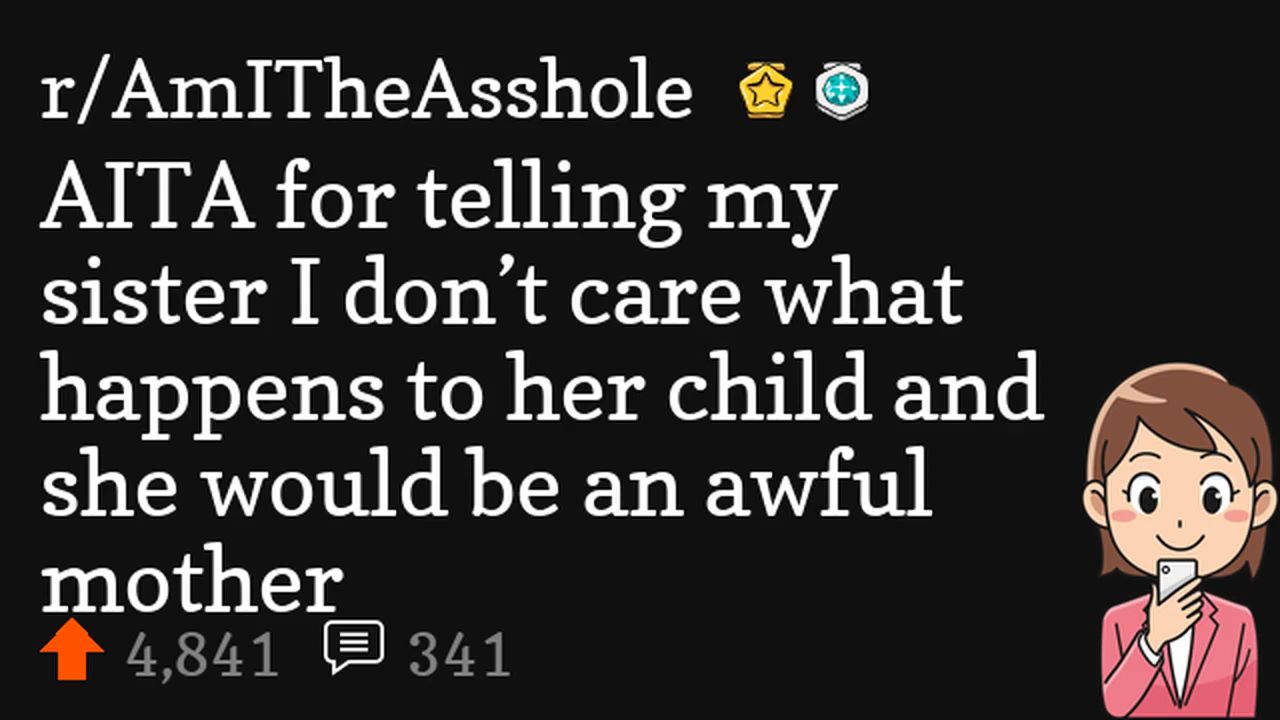 r/AmITheAsshole
AITA for telling my
sister I don’t care what
happens to her child and
she would be an awful
mother
4,841 341